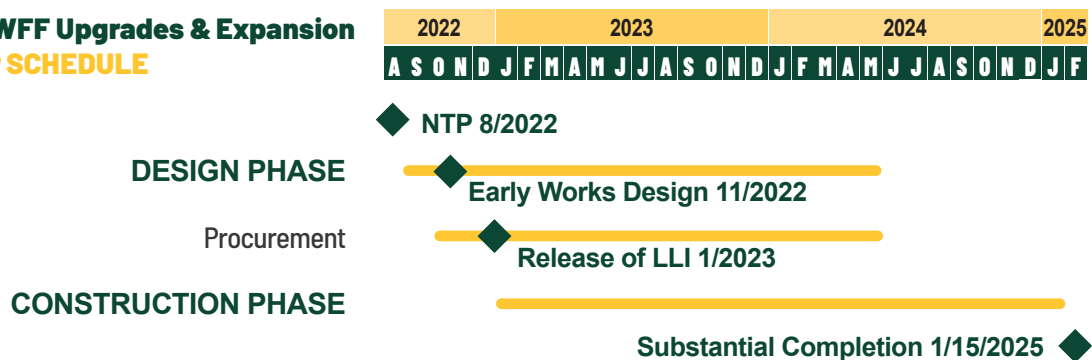 WFF Upgrades & Expansion
SCHEDULE
2022 2023 2024 2025
A S O N D J F M A M J J A S O N D J F M A M J J A S O N D J F
NTP 8/2022
DESIGN PHASE
Early Works Design 11/2022
Procurement
Release of LLI 1/2023
CONSTRUCTION PHASE
Substantial Completion 1/15/2025